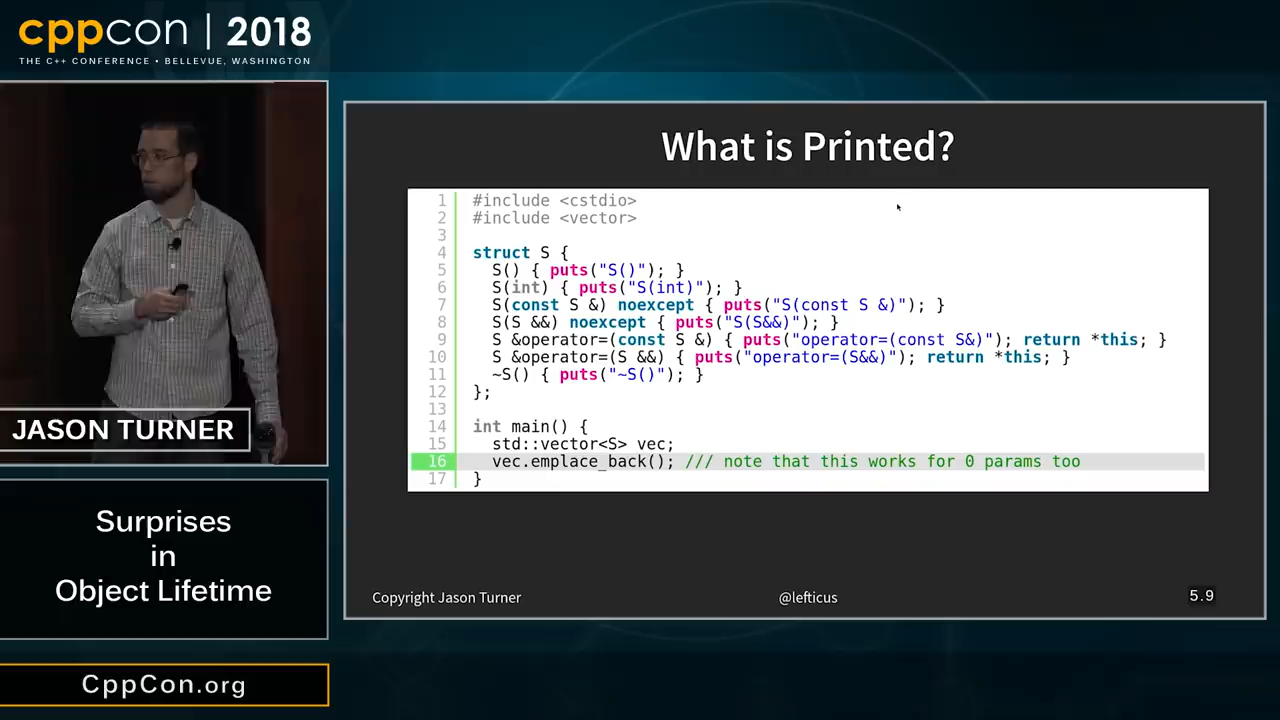 cppcon | 2018
THE C++ CONFERENCE • BELLEVUE, WASHINGTON
JASON TURNER
Surprises
in
Object Lifetime
CppCon.org
What is Printed?
1 #include <cstdio>
2 #include <vector>
3
4 struct S {
5 S() { puts("S()"); }
6 S(int) { puts("S(int)"); }
7 S(const S &) noexcept { puts("S(const S &)"); }
8 S(S &&) noexcept { puts("S(S&&)"); }
9 S &operator=(const S &) { puts("operator=(const S&)"); return *this; }
10 S &operator=(S &&) { puts("operator=(S&&)"); return *this; }
11 ~S() { puts("~S()"); }
12 };
13
14 int main() {
15 std::vector<S> vec;
16 vec.emplace_back(); /// note that this works for 0 params too
17 }
Copyright Jason Turner @lefticus 5.9